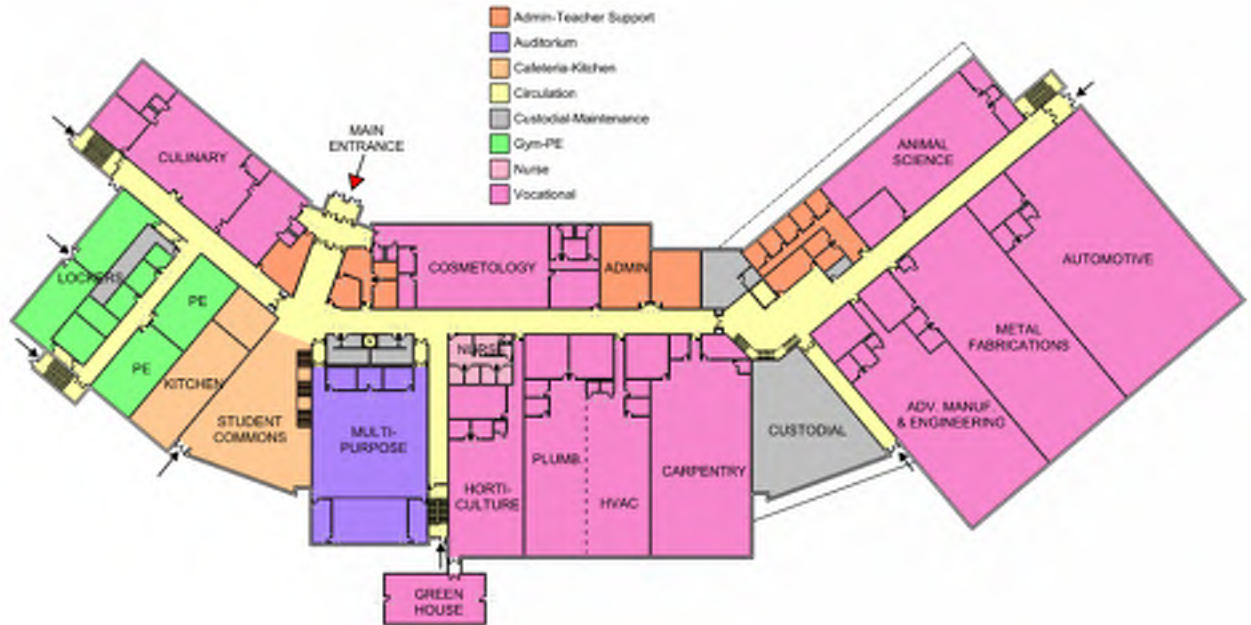 Admin-Teacher Support
Auditorium
Cafeteria-Kitchen
Circulation
Custodial-Maintenance
Gym-PE
Nurse
Vocational
MAIN
ENTRANCE
CULINARY
ANIMAL
SCIENCE
LOCKERS
COSMETOLOGY
ADMIN
AUTOMOTIVE
PE
METAL
FABRICATIONS
NURSE
PE
KITCHEN
STUDENT
COMMONS
MULTI-
PURPOSE
ADV. MANUF.
& ENGINEERING
CUSTODIAL
PLUMB.
CARPENTRY
HORTI-
CULTURE
HVAC
GREEN
HOUSE